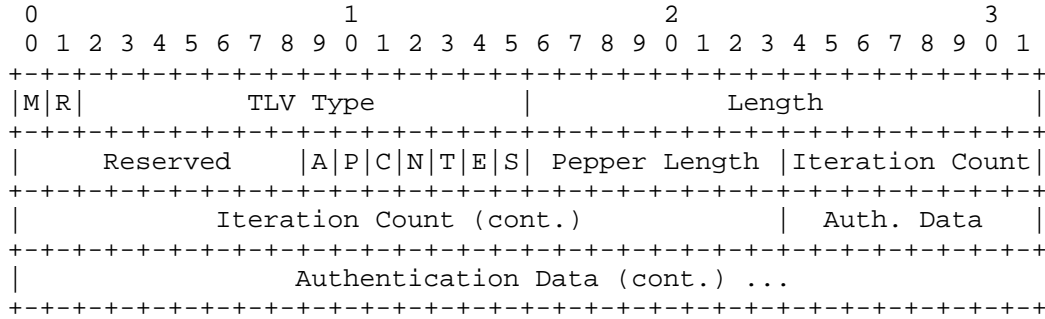 0                   1                   2                   3
 0 1 2 3 4 5 6 7 8 9 0 1 2 3 4 5 6 7 8 9 0 1 2 3 4 5 6 7 8 9 0 1
+-+-+-+-+-+-+-+-+-+-+-+-+-+-+-+-+-+-+-+-+-+-+-+-+-+-+-+-+-+-+-+-+
|M|R|          TLV Type         |            Length             |
+-+-+-+-+-+-+-+-+-+-+-+-+-+-+-+-+-+-+-+-+-+-+-+-+-+-+-+-+-+-+-+-+
|     Reserved    |A|P|C|N|T|E|S| Pepper Length |Iteration Count|
+-+-+-+-+-+-+-+-+-+-+-+-+-+-+-+-+-+-+-+-+-+-+-+-+-+-+-+-+-+-+-+-+
|            Iteration Count (cont.)            |  Auth. Data   |
+-+-+-+-+-+-+-+-+-+-+-+-+-+-+-+-+-+-+-+-+-+-+-+-+-+-+-+-+-+-+-+-+
|                 Authentication Data (cont.) ...
+-+-+-+-+-+-+-+-+-+-+-+-+-+-+-+-+-+-+-+-+-+-+-+-+-+-+-+-+-+-+-+-+